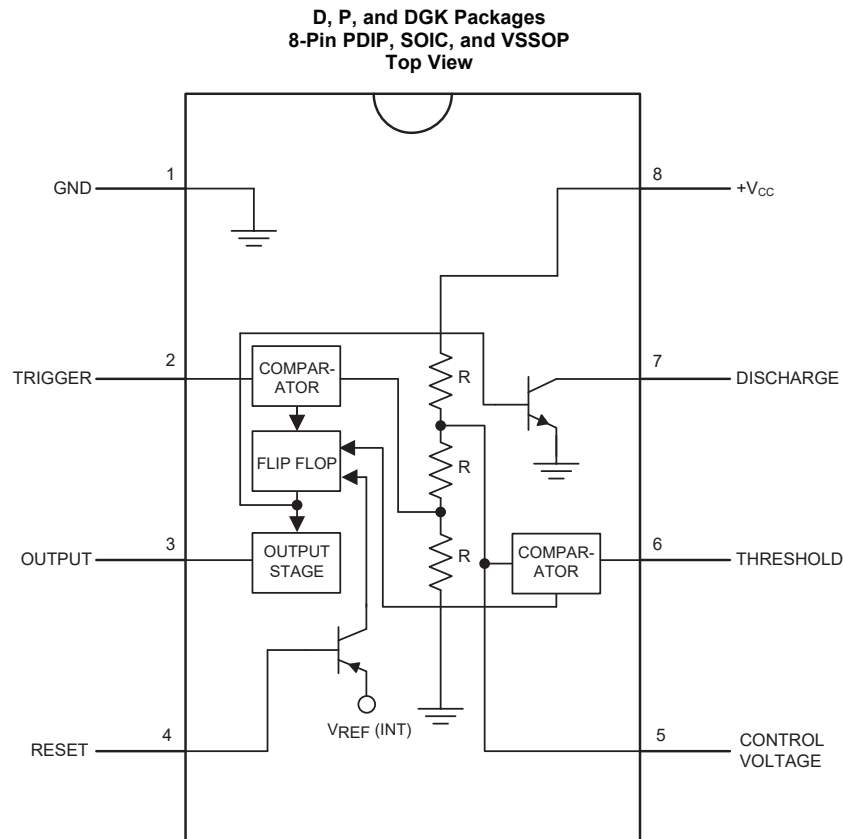 D, P, and DGK Packages
8-Pin PDIP, SOIC, and VSSOP
Top View
GND
1
8
+VCC
TRIGGER
2
COMPAR-
ATOR
R
7
DISCHARGE
FLIP FLOP
R
OUTPUT
3
OUTPUT
STAGE
R
COMPAR-
ATOR
6
THRESHOLD
VREF (INT)
RESET
4
5
CONTROL
VOLTAGE